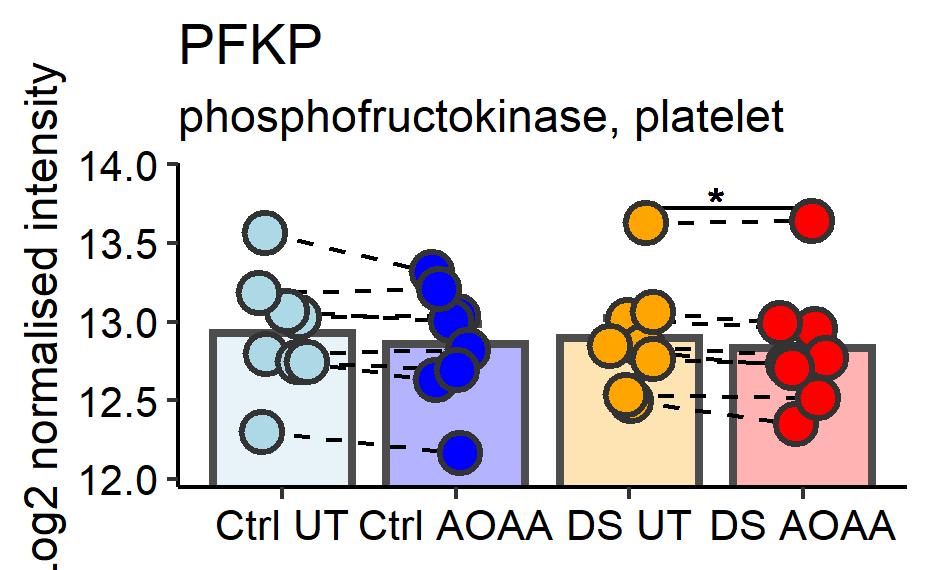 PFKP
phosphofructokinase, platelet
.og2 normalised intensity
14.0
13.5
13.0
12.5
12.0
*
Ctrl UT Ctrl AOAA DS UT DS AOAA